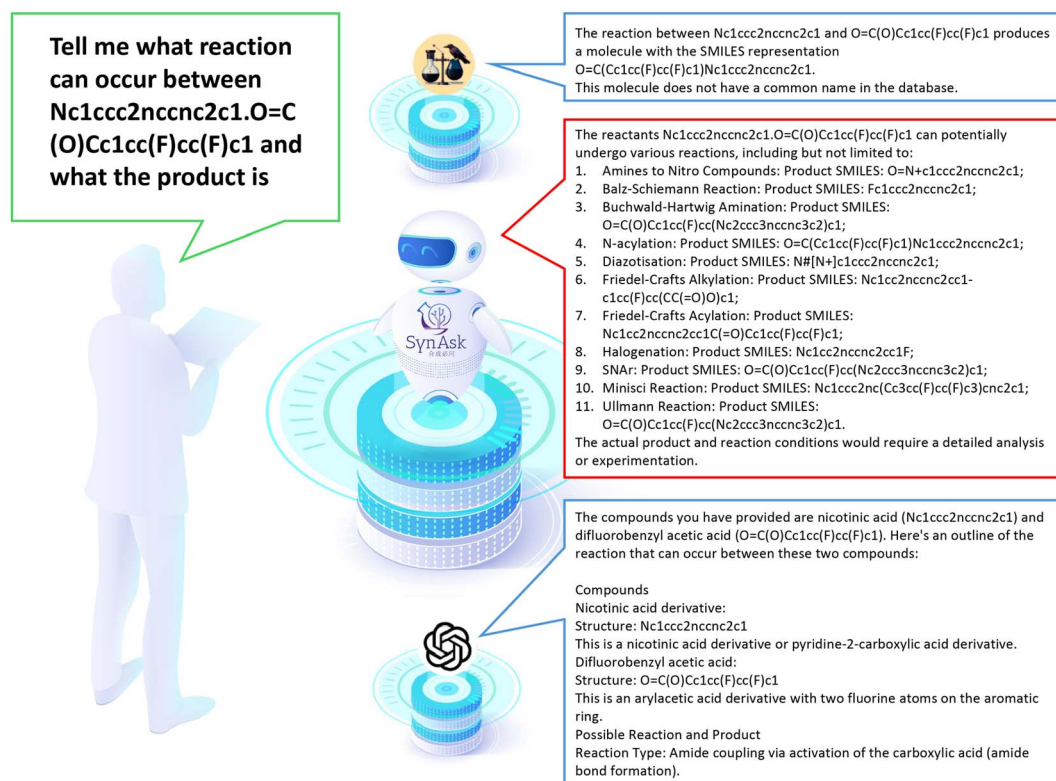 Tell me what reaction
can occur between
Nc1ccc2nccnc2c1.O=C
(O)Cc1cc(F)cc(F)c1 and
what the product is
The reaction between Nc1ccc2nccnc2c1 and O=C(O)Cc1cc(F)cc(F)c1 produces
a molecule with the SMILES representation
O=C(Cc1cc(F)cc(F)c1)Nc1ccc2nccnc2c1.
This molecule does not have a common name in the database.
The reactants Nc1ccc2nccnc2c1.O=C(O)Cc1cc(F)cc(F)c1 can potentially
undergo various reactions, including but not limited to:
1. Amines to Nitro Compounds: Product SMILES: O=N+c1ccc2nccnc2c1;
2. Balz-Schiemann Reaction: Product SMILES: Fc1ccc2nccnc2c1;
3. Buchwald-Hartwig Amination: Product SMILES:
O=C(O)Cc1cc(F)cc(Nc2ccc3nccnc3c2)c1;
4. N-acylation: Product SMILES: O=C(Cc1cc(F)cc(F)c1)Nc1ccc2nccnc2c1;
5. Diazotisation: Product SMILES: N#[N+]c1ccc2nccnc2c1;
6. Friedel-Crafts Alkylation: Product SMILES: Nc1cc2nccnc2cc1-
c1cc(F)cc(CC(=O)O)c1;
7. Friedel-Crafts Acylation: Product SMILES:
Nc1cc2nccnc2cc1C(=O)Cc1cc(F)cc(F)c1;
8. Halogenation: Product SMILES: Nc1cc2nccnc2cc1F;
9. SNAr: Product SMILES: O=C(O)Cc1cc(F)cc(Nc2ccc3nccnc3c2)c1;
10. Minisci Reaction: Product SMILES: Nc1ccc2nc(Cc3cc(F)cc(F)c3)cnc2c1;
11. Ullmann Reaction: Product SMILES:
O=C(O)Cc1cc(F)cc(Nc2ccc3nccnc3c2)c1.
The actual product and reaction conditions would require a detailed analysis
or experimentation.
SynAsk
合成必问
The compounds you have provided are nicotinic acid (Nc1ccc2nccnc2c1) and
difluorobenzyl acetic acid (O=C(O)Cc1cc(F)cc(F)c1). Here's an outline of the
reaction that can occur between these two compounds:
Compounds
Nicotinic acid derivative:
Structure: Nc1ccc2nccnc2c1
This is a nicotinic acid derivative or pyridine-2-carboxylic acid derivative.
Difluorobenzyl acetic acid:
Structure: O=C(O)Cc1cc(F)cc(F)c1
This is an arylacetic acid derivative with two fluorine atoms on the aromatic
ring.
Possible Reaction and Product
Reaction Type: Amide coupling via activation of the carboxylic acid (amide
bond formation).